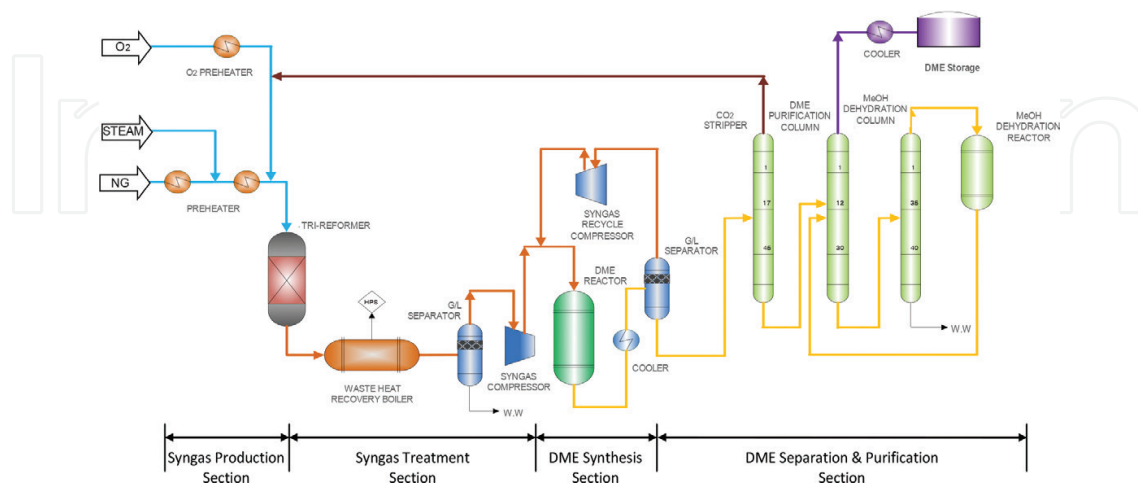 O2
O2 PREHEATER
STEAM
NG
PREHEATER
TRI-REFORMER
HPS
WASTE HEAT
RECOVERY BOILER
G/L
SEPARATOR
W.W
SYNGAS
COMPRESSOR
SYNGAS
RECYCLE
COMPRESSOR
DME
REACTOR
COOLER
G/L
SEPARATOR
CO2
STRIPPER
1
17
46
DME
PURIFICATION
COLUMN
1
12
30
COOLER
DME Storage
MeOH
DEHYDRATION
COLUMN
1
35
40
W.W
MeOH
DEHYDRATION
REACTOR
Syngas Production
Section
Syngas Treatment
Section
DME Synthesis
Section
DME Separation & Purification
Section